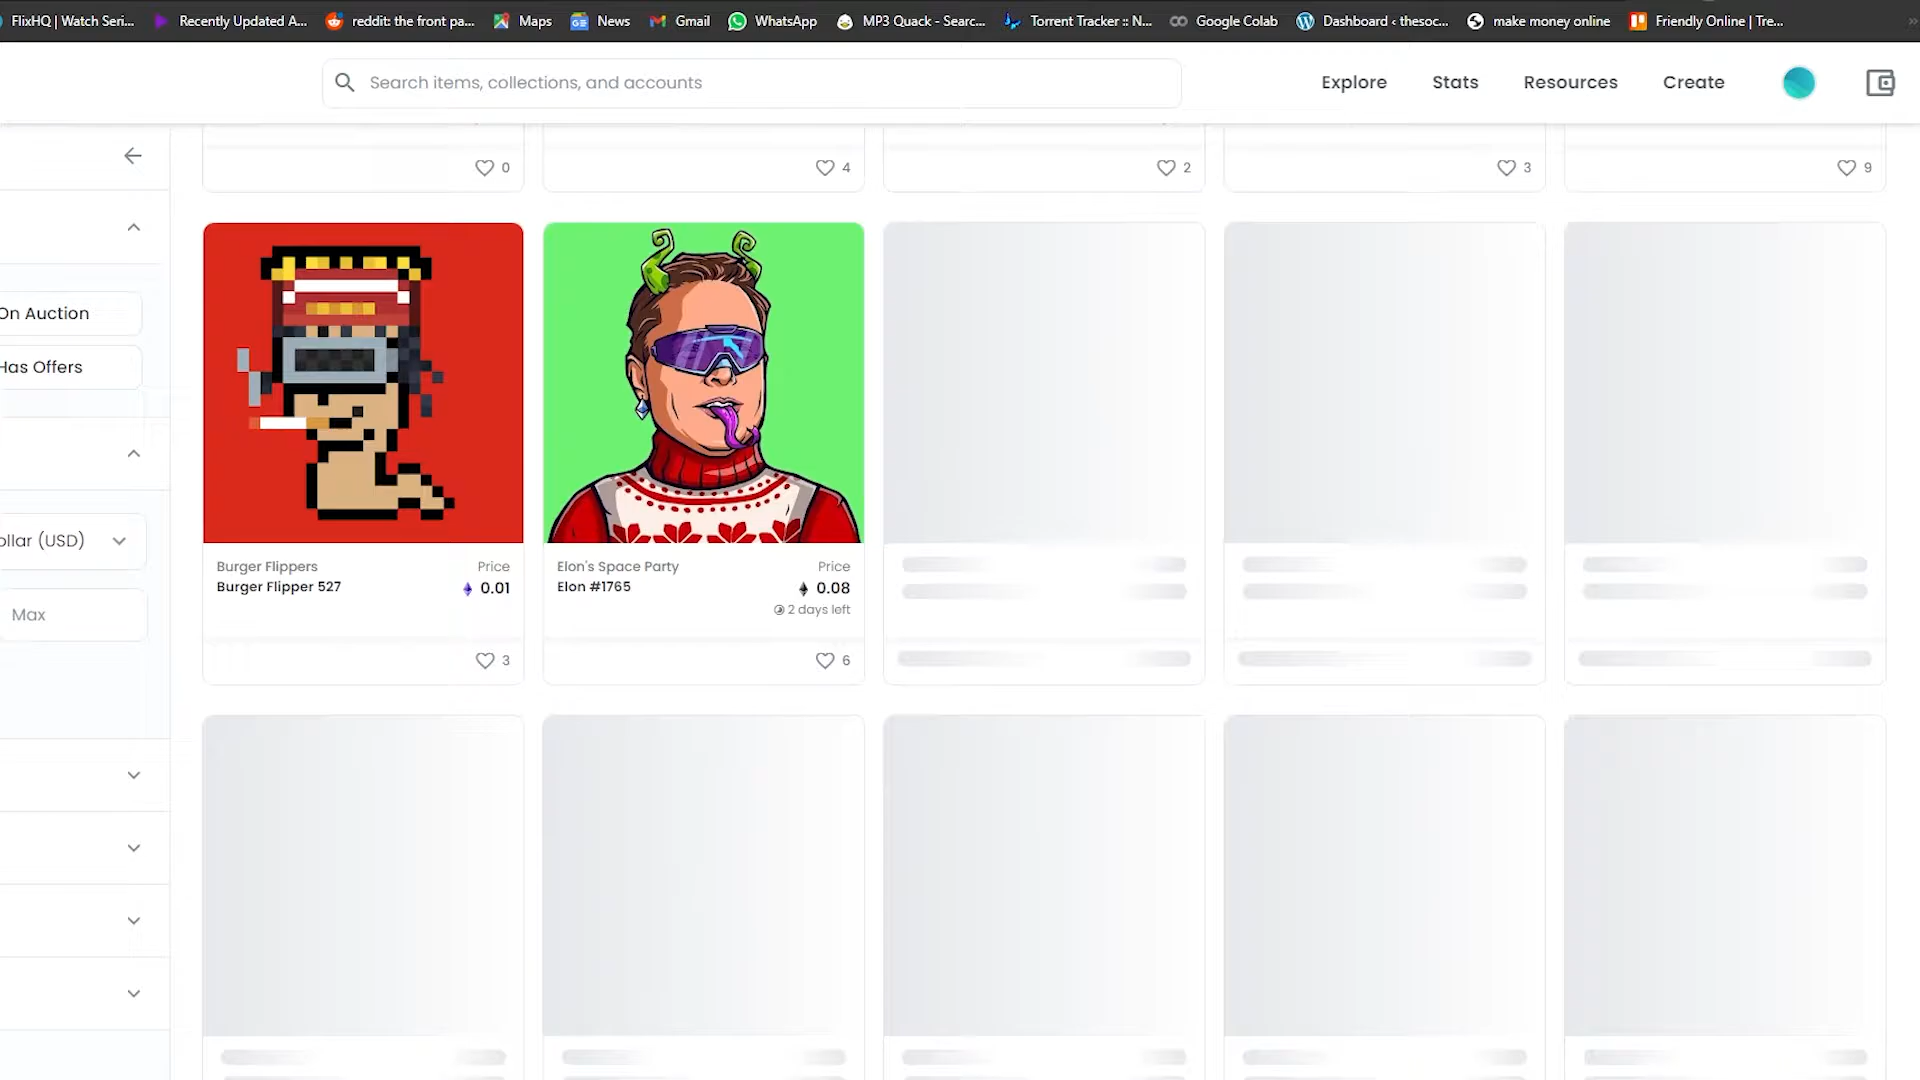 FlixHQ | Watch Seri...
Recently Updated A...
reddit: the front pa...
Maps
News
Gmail
WhatsApp
MP3 Quack - Searc...
Torrent Tracker :: N...
Google Colab
Dashboard ‹ thesoc...
make money online
Friendly Online | Tre...
»
Search items, collections, and accounts
Explore
Stats
Resources
Create
0
4
2
3
9
On Auction
Has Offers
ollar (USD)
Max
Burger Flippers
Price
Burger Flipper 527
0.01
3
Elon's Space Party
Price
Elon #1765
0.08
2 days left
6